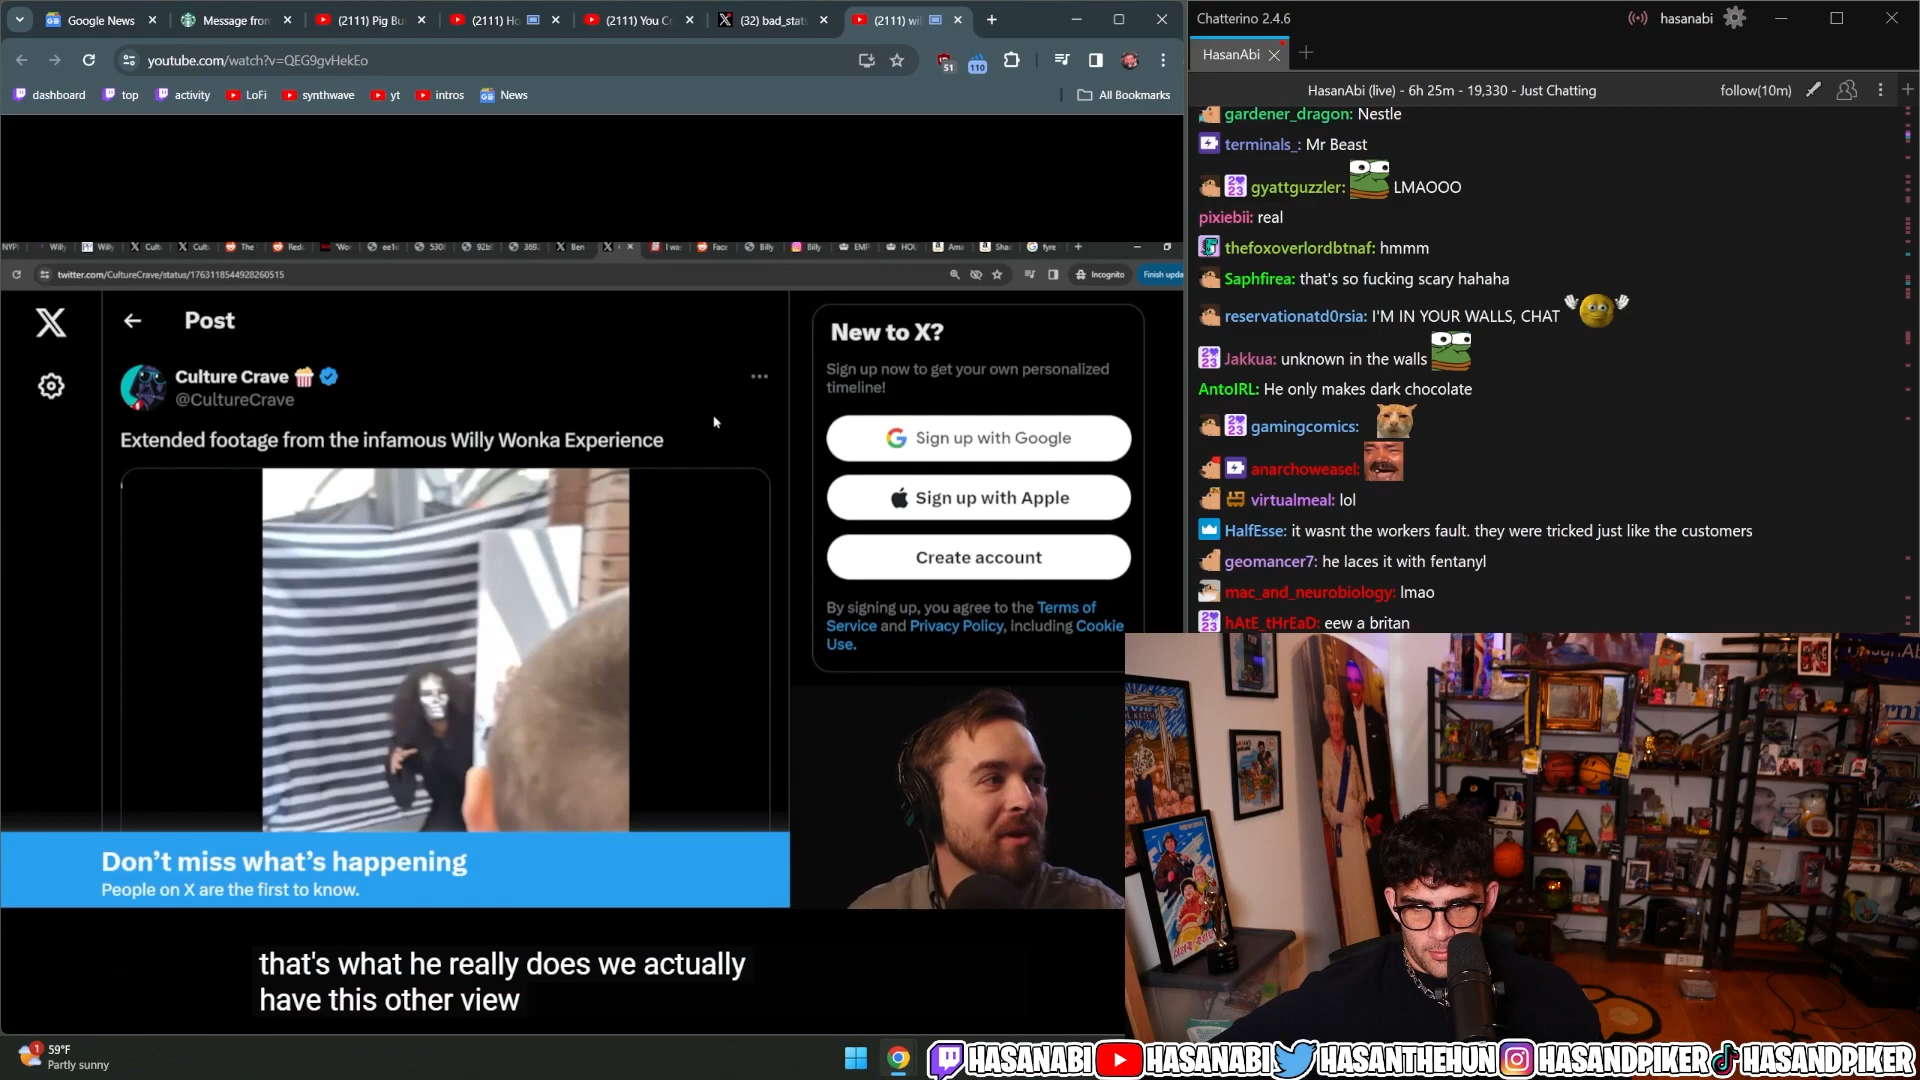 Google News
Message from
(2111) Pig Bu
(2111) Ho
(2111) You C
(32) bad_stat
(2111) wi
youtube.com/watch?v=QEG9gvHekEo
51
110
dashboard
top
activity
LoFi
synthwave
yt
intros
News
All Bookmarks
twitter.com/CultureCrave/status/1763118544928260515
Incognito
Finish upda
Post
Culture Crave
@CultureCrave
Extended footage from the infamous Willy Wonka Experience
New to X?
Sign up now to get your own personalized
timeline!
Sign up with Google
Sign up with Apple
Create account
By signing up, you agree to the Terms of
Service and Privacy Policy, including Cookie
Use.
Don't miss what's happening
People on X are the first to know.
that's what he really does we actually
have this other view
Chatterino 2.4.6
hasanabi
HasanAbi
HasanAbi (live) - 6h 25m - 19,330 - Just Chatting
follow(10m)
gardener_dragon: Nestle
terminals_: Mr Beast
gyattguzzler: LMAOOO
pixiebii: real
thefoxoverlordbtnaf: hmmm
Saphfirea: that's so fucking scary hahaha
reservationatd0rsia: I'M IN YOUR WALLS, CHAT
Jakkua: unknown in the walls
AntoIRL: He only makes dark chocolate
gamingcomics:
anarchoweasel:
virtualmeal: lol
HalfEsse: it wasnt the workers fault. they were tricked just like the customers
geomancer7: he laces it with fentanyl
mac_and_neurobiology: lmao
hAtE_tHrEaD: eew a britan
1
59°F
Partly sunny
HASANABI
HASANABI
HASANTHEHUN
HASANDPIKER
HASANDPIKER